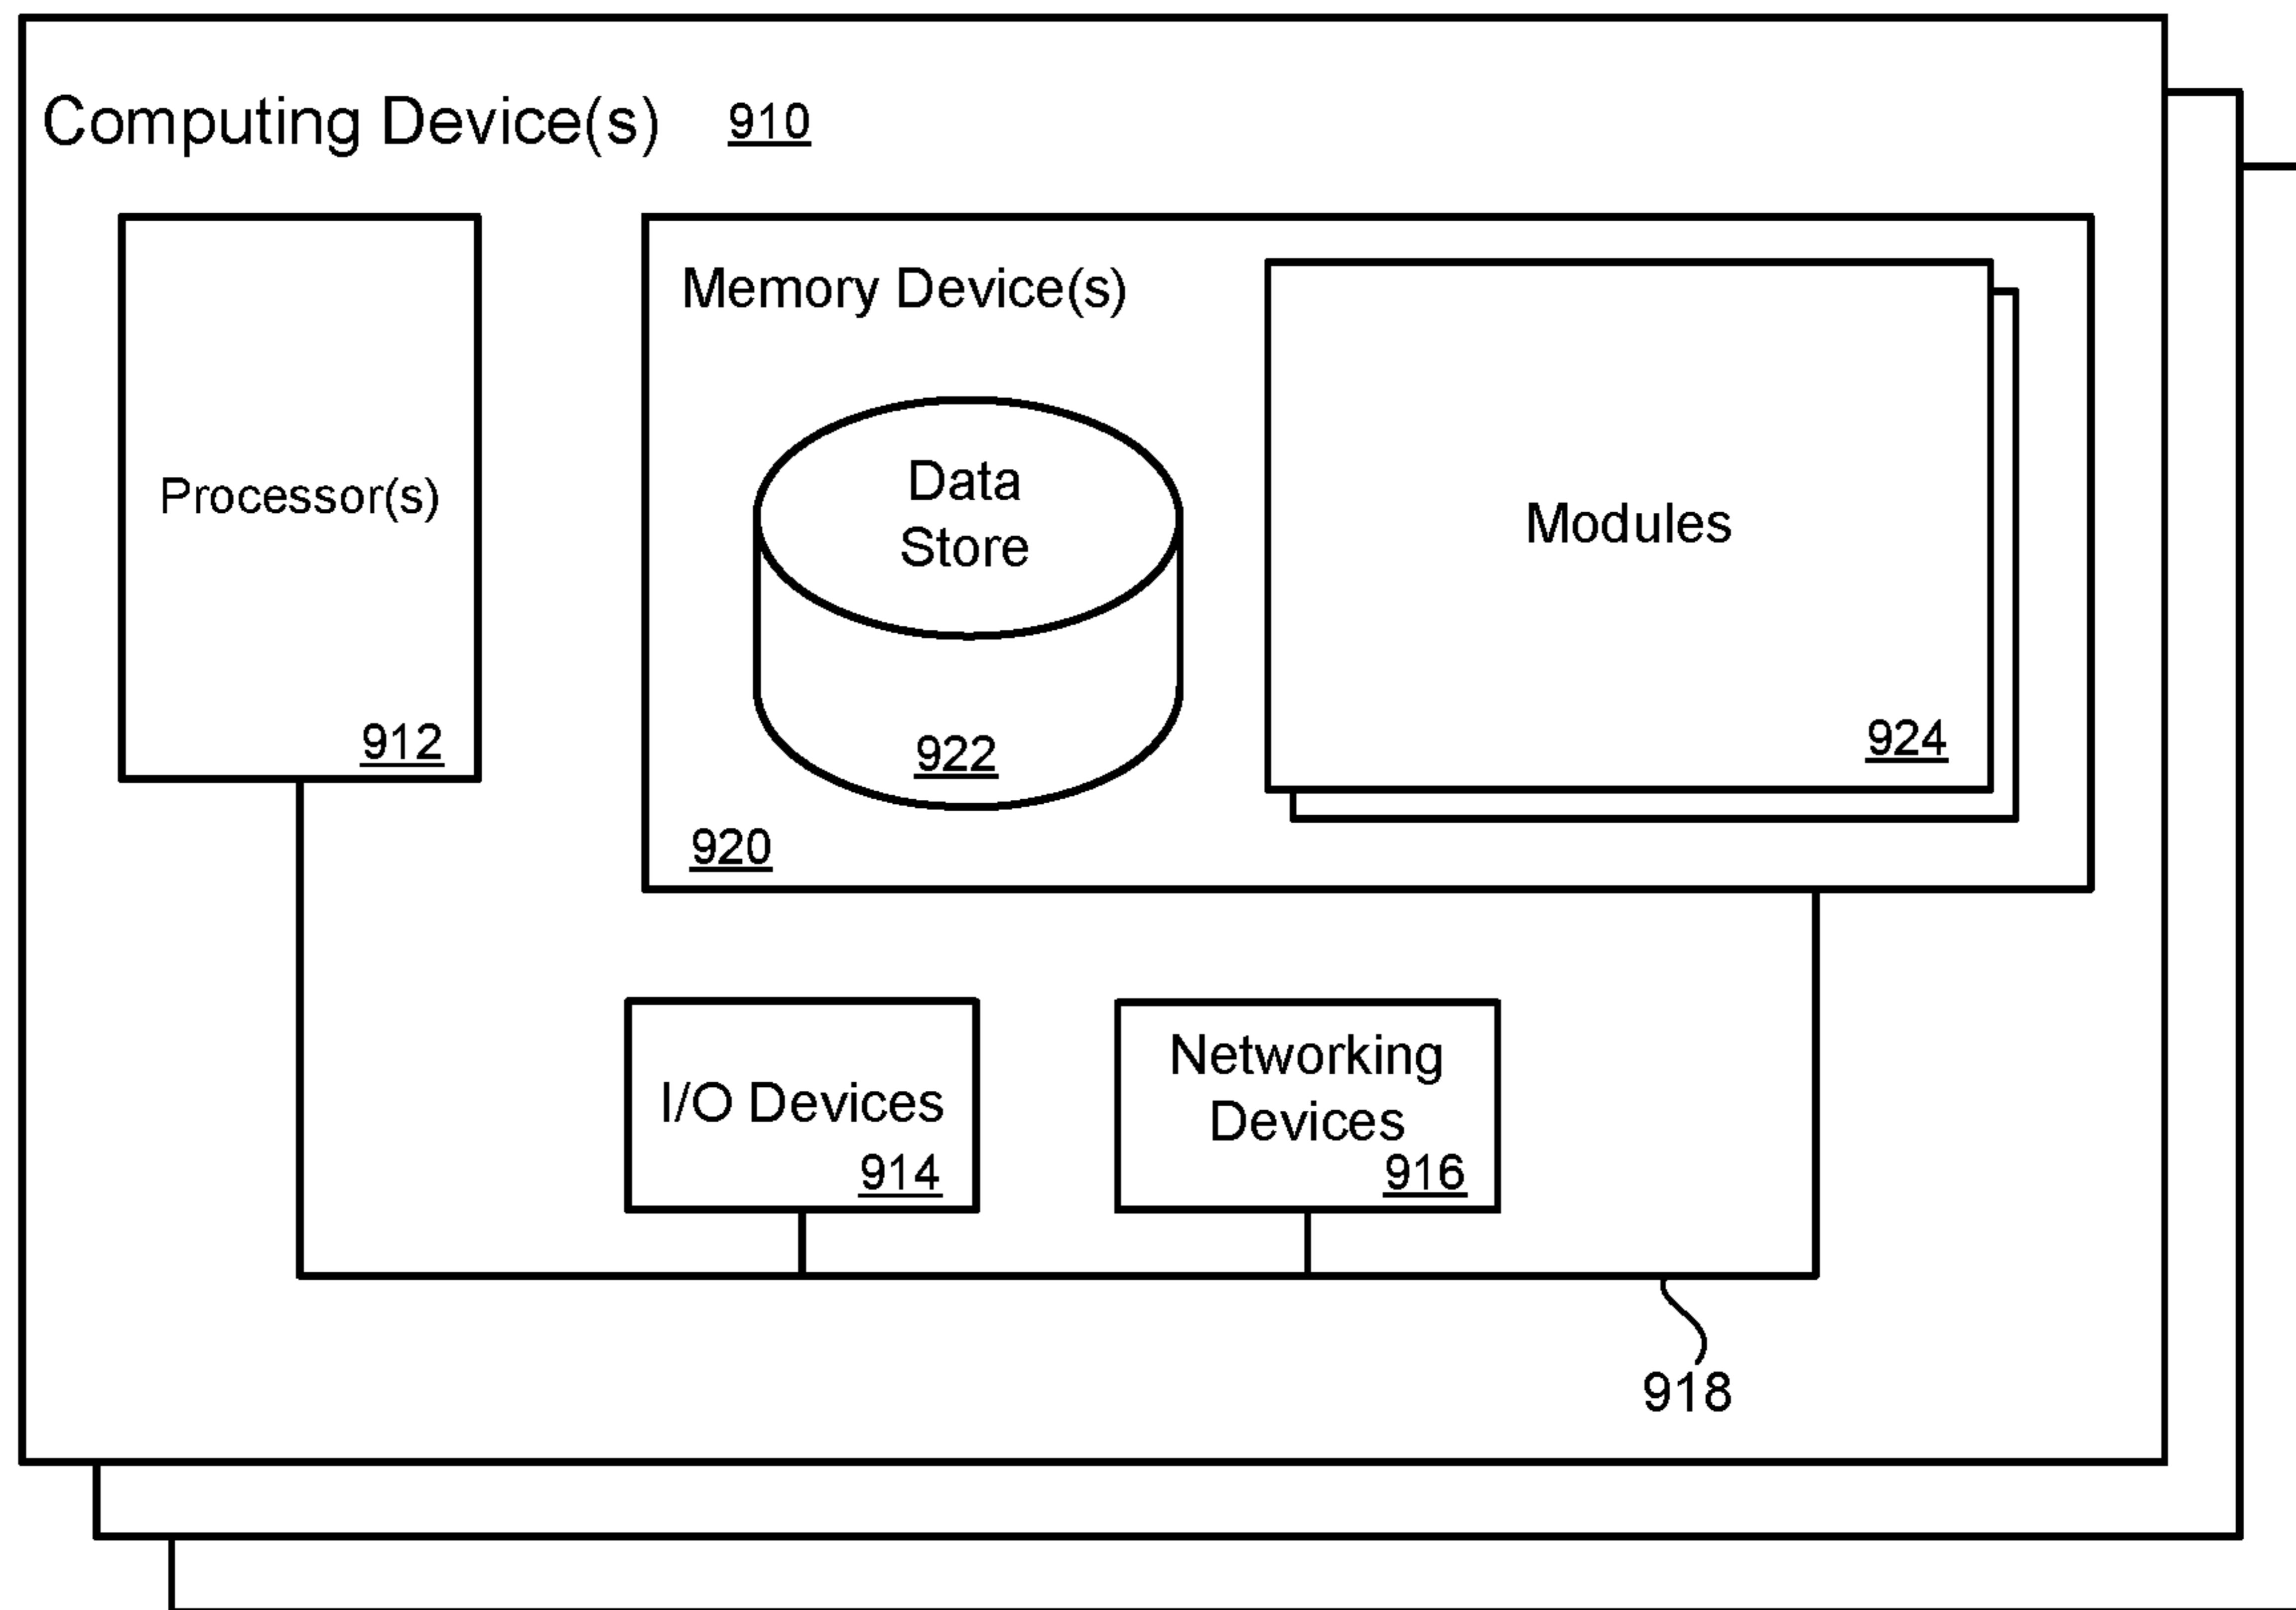 Computing Device(s) 910
Processor(s)
912
Memory Device(s)
Data
Store
922
920
Modules
924
I/O Devices
914
Networking
Devices
916
918